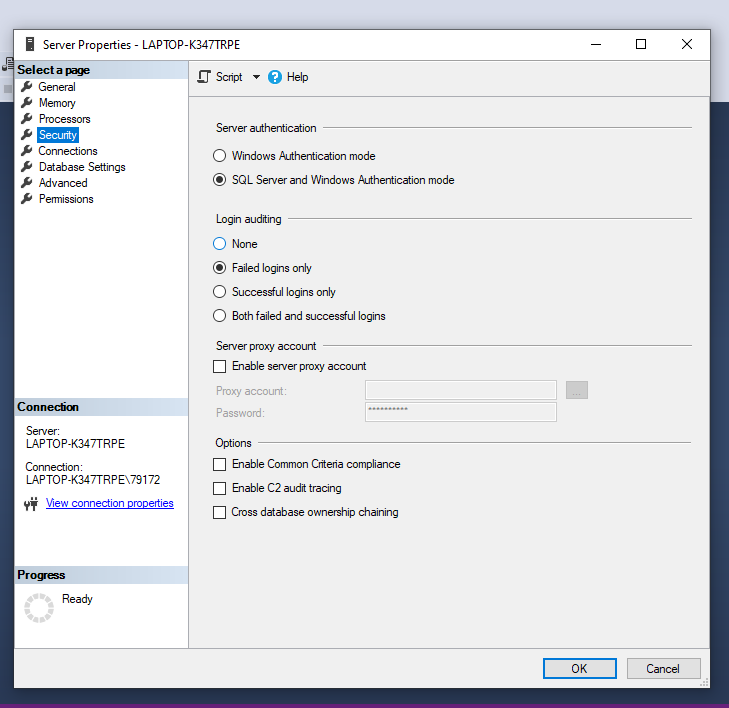 Server Properties - LAPTOP-K347TRPE
Select a page
General
Memory
Processors
Security
Connections
Database Settings
Advanced
Permissions
Connection
Server:
LAPTOP-K347TRPE
Connection:
LAPTOP-K347TRPE\79172
View connection properties
Progress
Ready
Script
Help
Server authentication
Windows Authentication mode
SQL Server and Windows Authentication mode
Login auditing
None
Failed logins only
Successful logins only
Both failed and successful logins
Server proxy account
Enable server proxy account
Proxy account:
...
Password:
**********
Options
Enable Common Criteria compliance
Enable C2 audit tracing
Cross database ownership chaining
OK
Cancel